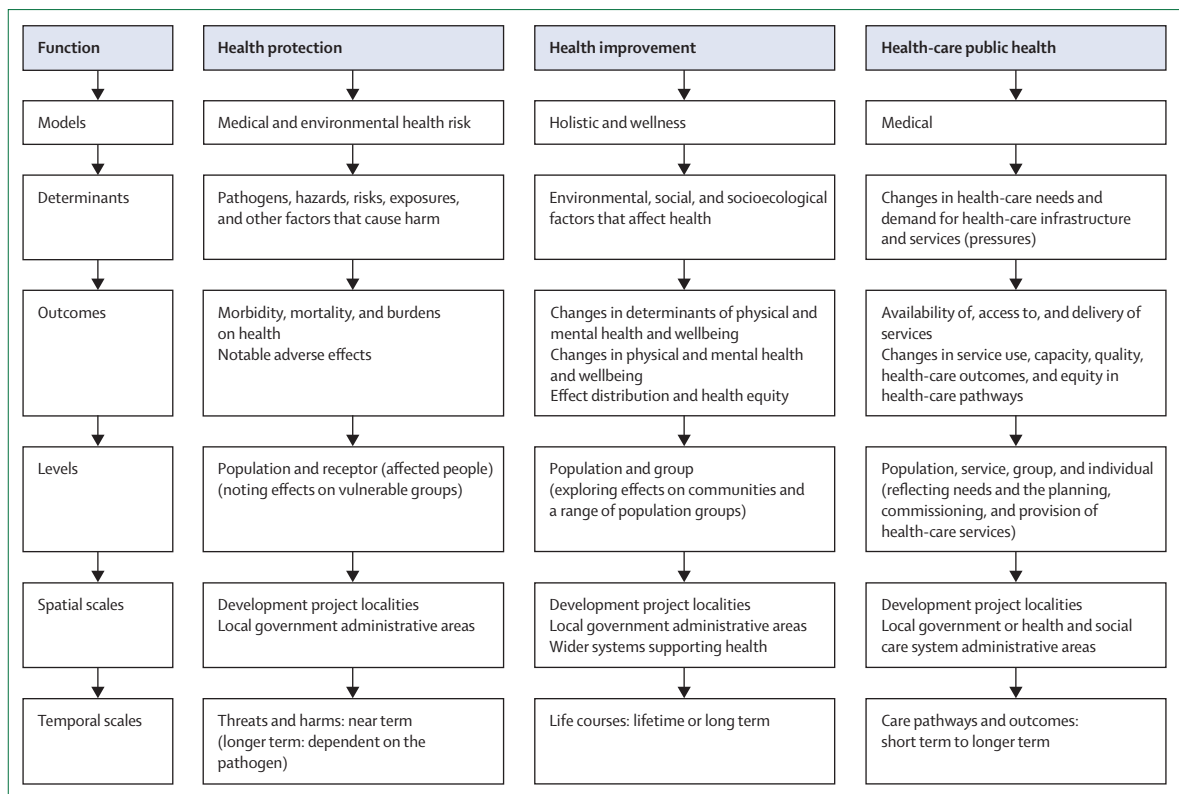 Function
Health protection
Health improvement
Health-care public health
Models
Medical and environmental health risk
Holistic and wellness
Medical
Determinants
Pathogens, hazards, risks, exposures,
and other factors that cause harm
Environmental, social, and socioecological
factors that affect health
Changes in health-care needs and
demand for health-care infrastructure
and services (pressures)
Outcomes
Morbidity, mortality, and burdens
on health
Notable adverse effects
Changes in determinants of physical and
mental health and wellbeing
Changes in physical and mental health
and wellbeing
Effect distribution and health equity
Availability of, access to, and delivery of
services
Changes in service use, capacity, quality,
health-care outcomes, and equity in
health-care pathways
Levels
Population and receptor (affected people)
(noting effects on vulnerable groups)
Population and group
(exploring effects on communities and
a range of population groups)
Population, service, group, and individual
(reflecting needs and the planning,
commissioning, and provision of
health-care services)
Spatial scales
Development project localities
Local government administrative areas
Development project localities
Local government administrative areas
Wider systems supporting health
Development project localities
Local government or health and social
care system administrative areas
Temporal scales
Threats and harms: near term
(longer term: dependent on the
pathogen)
Life courses: lifetime or long term
Care pathways and outcomes:
short term to longer term